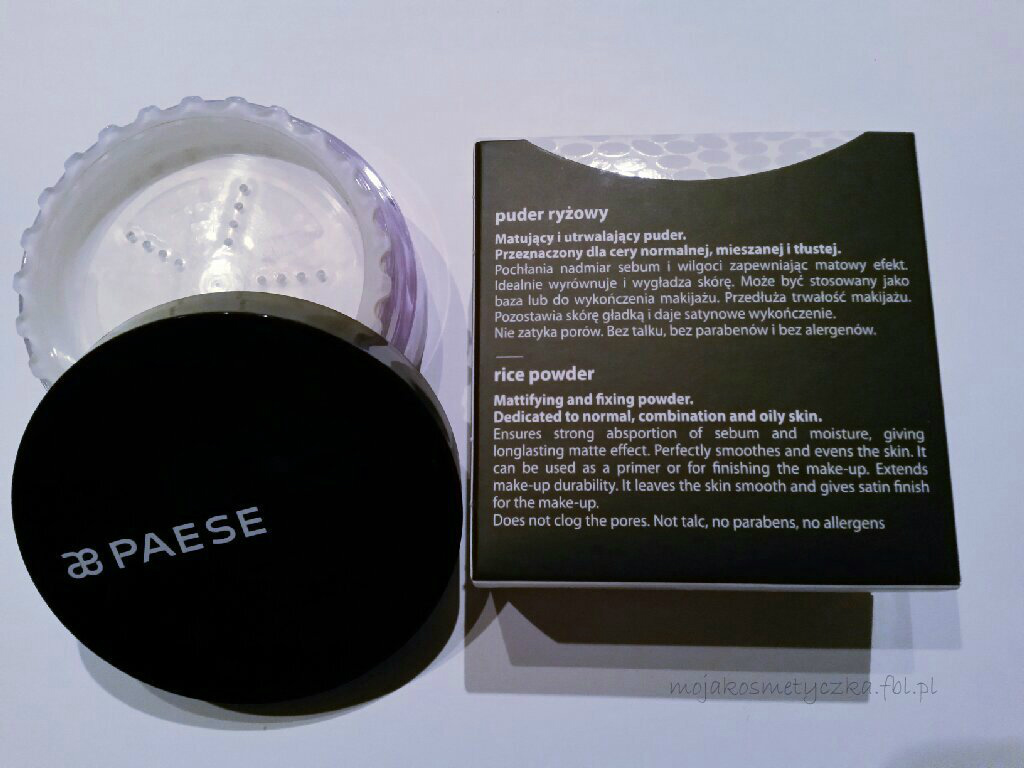 PAESE
puder ryżowy
Matujący i utrwalający puder.
Przeznaczony dla cery normalnej, mieszanej i tłustej.
Pochłania nadmiar sebum i wilgoci zapewniając matowy efekt.
Idealnie wyrównuje i wygładza skórę. Może być stosowany jako
baza lub do wykończenia makijażu. Przedłuża trwałość makijażu.
Pozostawia skórę gładką i daje satynowe wykończenie.
Nie zatyka porów. Bez talku, bez parabenów i bez alergenów.
rice powder
Mattifying and fixing powder.
Dedicated to normal, combination and oily skin.
Ensures strong absportion of sebum and moisture, giving
longlasting matte effect. Perfectly smoothes and evens the skin. It
can be used as a primer or for finishing the make-up. Extends
make-up durability. It leaves the skin smooth and gives satin finish
for the make-up.
Does not clog the pores. Not talc, no parabens, no allergens
mojakosmetyczka.fbl.pl